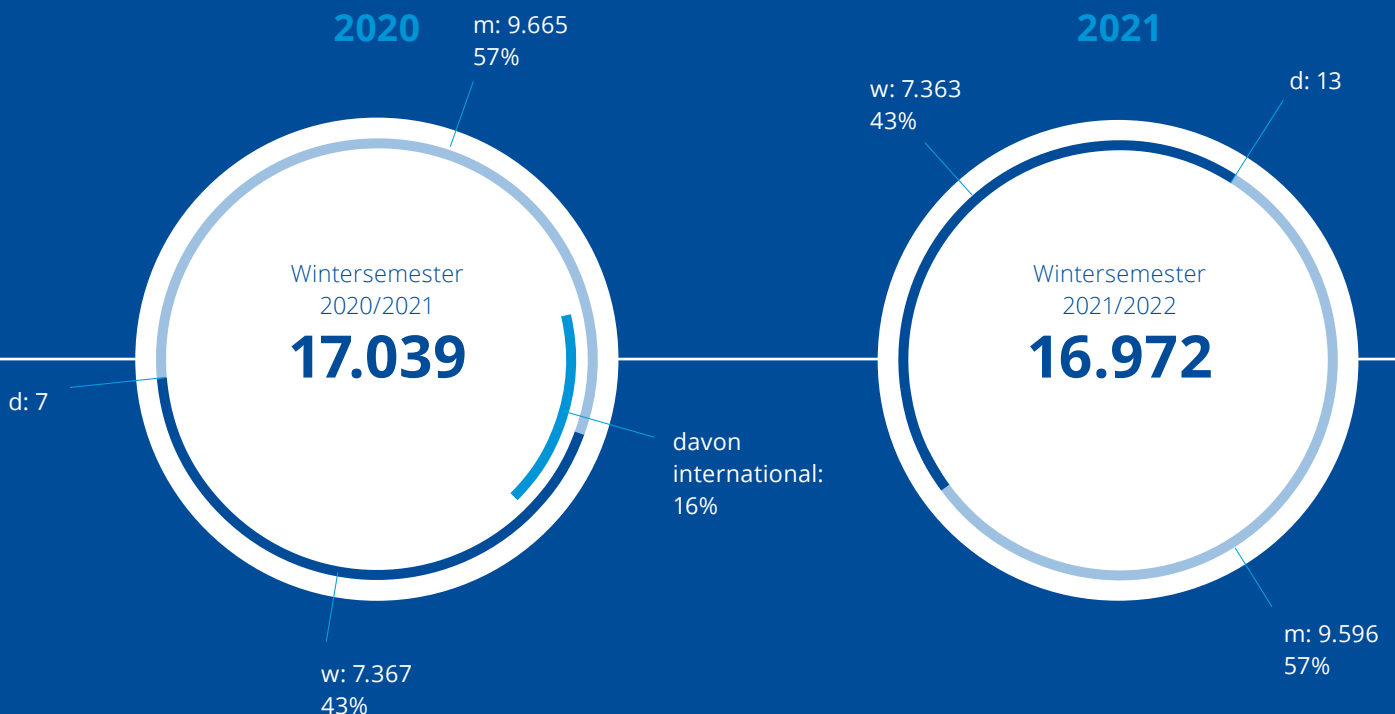 2020
m: 9.665
57%
Wintersemester
2020/2021
17.039
d: 7
davon
international:
16%
w: 7.367
43%
2021
w: 7.363
43%
d: 13
Wintersemester
2021/2022
16.972
m: 9.596
57%